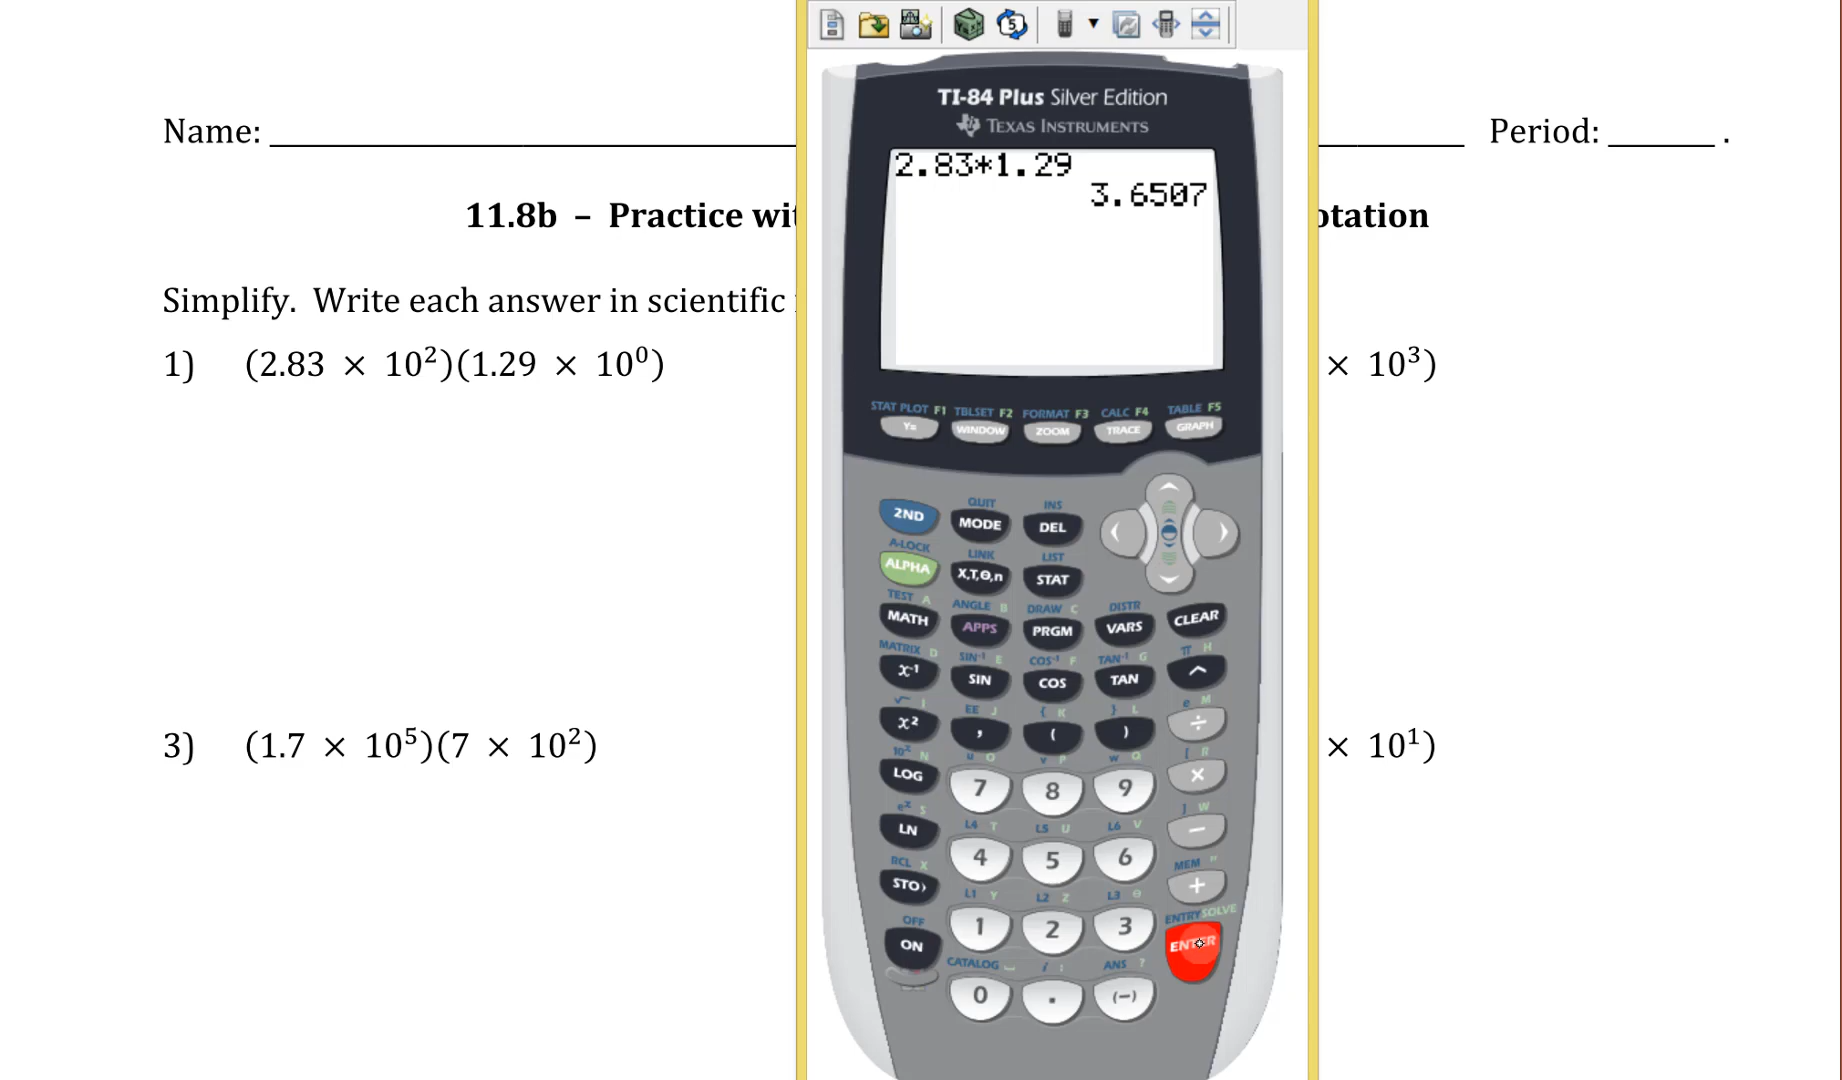 TI-84 Plus Silver Edition
TEXAS INSTRUMENTS
Name: ____ Period: ____ .
2.83*1.29
3.6507
11.8b – Practice wi otation
Simplify. Write each answer in scientific
1) (2.83 × 10²)(1.29 × 10⁰) × 10³)
STAT PLOT F1 TBLSET F2 FORMAT F3 CALC F4 TABLE F5
Y= WINDOW ZOOM TRACE GRAPH
QUIT INS
2ND MODE DEL
A-LOCK LINK LIST
ALPHA X,T,Θ,n STAT
TEST A ANGLE B DRAW C DISTR
MATH APPS PRGM VARS CLEAR
MATRIX D SIN⁻¹ E COS⁻¹ F TAN⁻¹ G π H
x⁻¹ SIN COS TAN ^
√ I EE J { K } L e M
x² , ( ) ÷
3) (1.7 × 10⁵)(7 × 10²) × 10¹)
10ˣ N u O v P w Q [ R
LOG 7 8 9 ×
eˣ S L4 T L5 U L6 V ] W
LN 4 5 6 −
RCL X L1 Y L2 Z L3 θ MEM "
STO› 1 2 3 +
OFF ENTRY SOLVE
ON ENTER
CATALOG i : ANS ?
0 . (−)